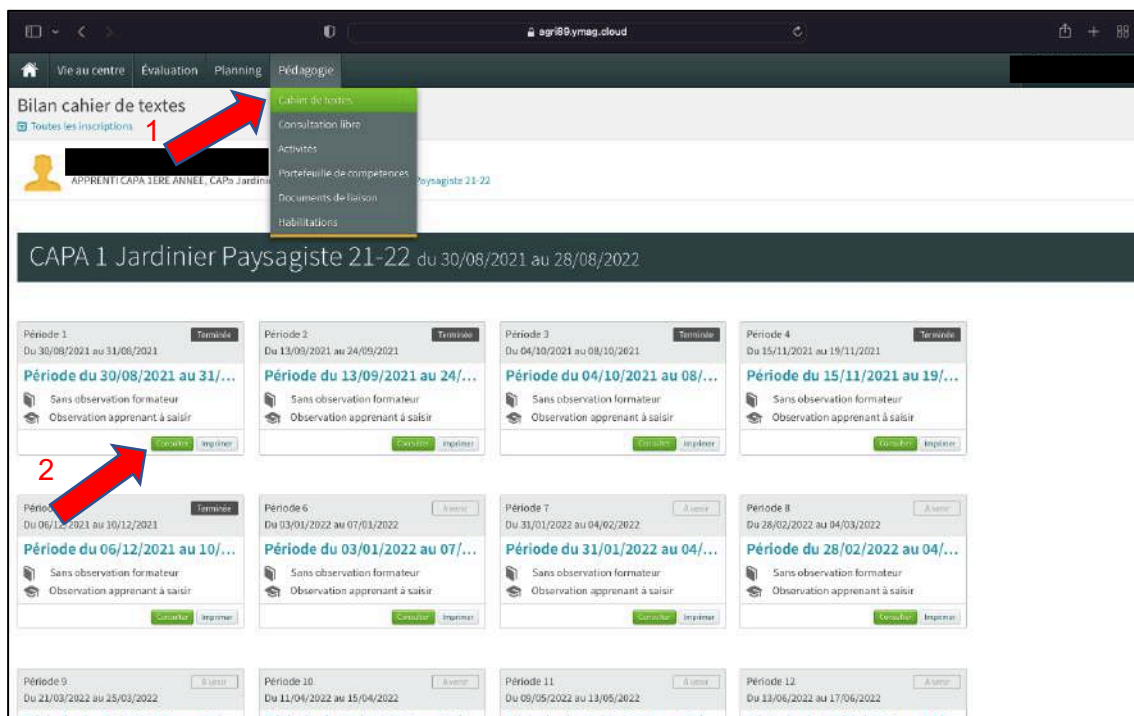 agri89.ymag.cloud
Vie au centre Évaluation Planning Pédagogie
Bilan cahier de textes
Toutes les inscriptions
1
Cahier de textes
Consultation libre
Activités
Portefeuille de compétences
Documents de liaison
Habilitations
APPRENTI CAPA 1ERE ANNÉE, CAPa Jardini
Paysagiste 21-22
CAPA 1 Jardinier Paysagiste 21-22 du 30/08/2021 au 28/08/2022
Période 1 Terminée Période 2 Terminée Période 3 Terminée Période 4 Terminée
Du 30/08/2021 au 31/08/2021 Du 13/09/2021 au 24/09/2021 Du 04/10/2021 au 08/10/2021 Du 15/11/2021 au 19/11/2021
Période du 30/08/2021 au 31/... Période du 13/09/2021 au 24/... Période du 04/10/2021 au 08/... Période du 15/11/2021 au 19/...
Sans observation formateur Sans observation formateur Sans observation formateur Sans observation formateur
Observation apprenant à saisir Observation apprenant à saisir Observation apprenant à saisir Observation apprenant à saisir
Consulter Imprimer Consulter Imprimer Consulter Imprimer Consulter Imprimer
2
Périod Terminée Période 6 A venir Période 7 A venir Période 8 A venir
Du 06/12/2021 au 10/12/2021 Du 03/01/2022 au 07/01/2022 Du 31/01/2022 au 04/02/2022 Du 28/02/2022 au 04/03/2022
Période du 06/12/2021 au 10/... Période du 03/01/2022 au 07/... Période du 31/01/2022 au 04/... Période du 28/02/2022 au 04/...
Sans observation formateur Sans observation formateur Sans observation formateur Sans observation formateur
Observation apprenant à saisir Observation apprenant à saisir Observation apprenant à saisir Observation apprenant à saisir
Consulter Imprimer Consulter Imprimer Consulter Imprimer Consulter Imprimer
Période 9 A venir Période 10 A venir Période 11 A venir Période 12 A venir
Du 21/03/2022 au 25/03/2022 Du 11/04/2022 au 15/04/2022 Du 09/05/2022 au 13/05/2022 Du 13/06/2022 au 17/06/2022